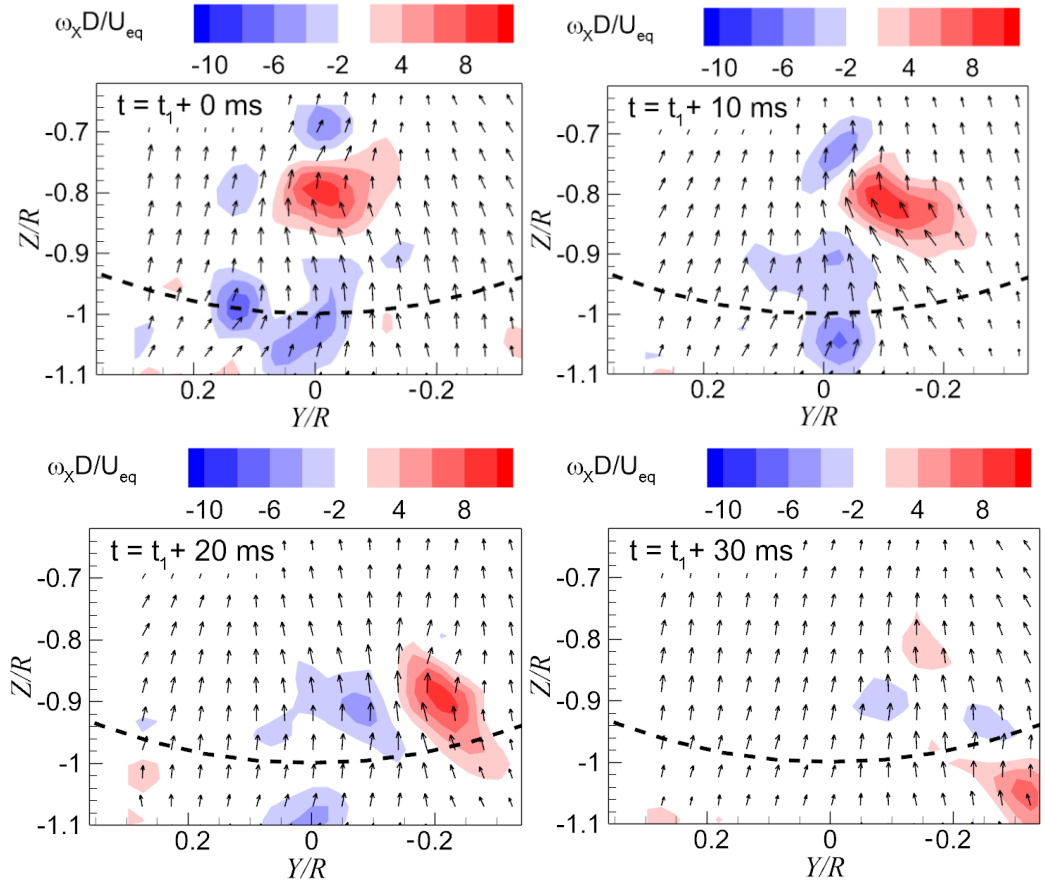 ωxD/Ueq
-10 -6 -2 4 8
t = t1+ 0 ms
-0.7
-0.8
-0.9
-1
-1.1
Z/R
0.2 0 -0.2
Y/R
ωxD/Ueq
-10 -6 -2 4 8
t = t1+ 10 ms
-0.7
-0.8
-0.9
-1
-1.1
Z/R
0.2 0 -0.2
Y/R
ωxD/Ueq
-10 -6 -2 4 8
t = t1+ 20 ms
-0.7
-0.8
-0.9
-1
-1.1
Z/R
0.2 0 -0.2
Y/R
ωxD/Ueq
-10 -6 -2 4 8
t = t1+ 30 ms
-0.7
-0.8
-0.9
-1
-1.1
Z/R
0.2 0 -0.2
Y/R